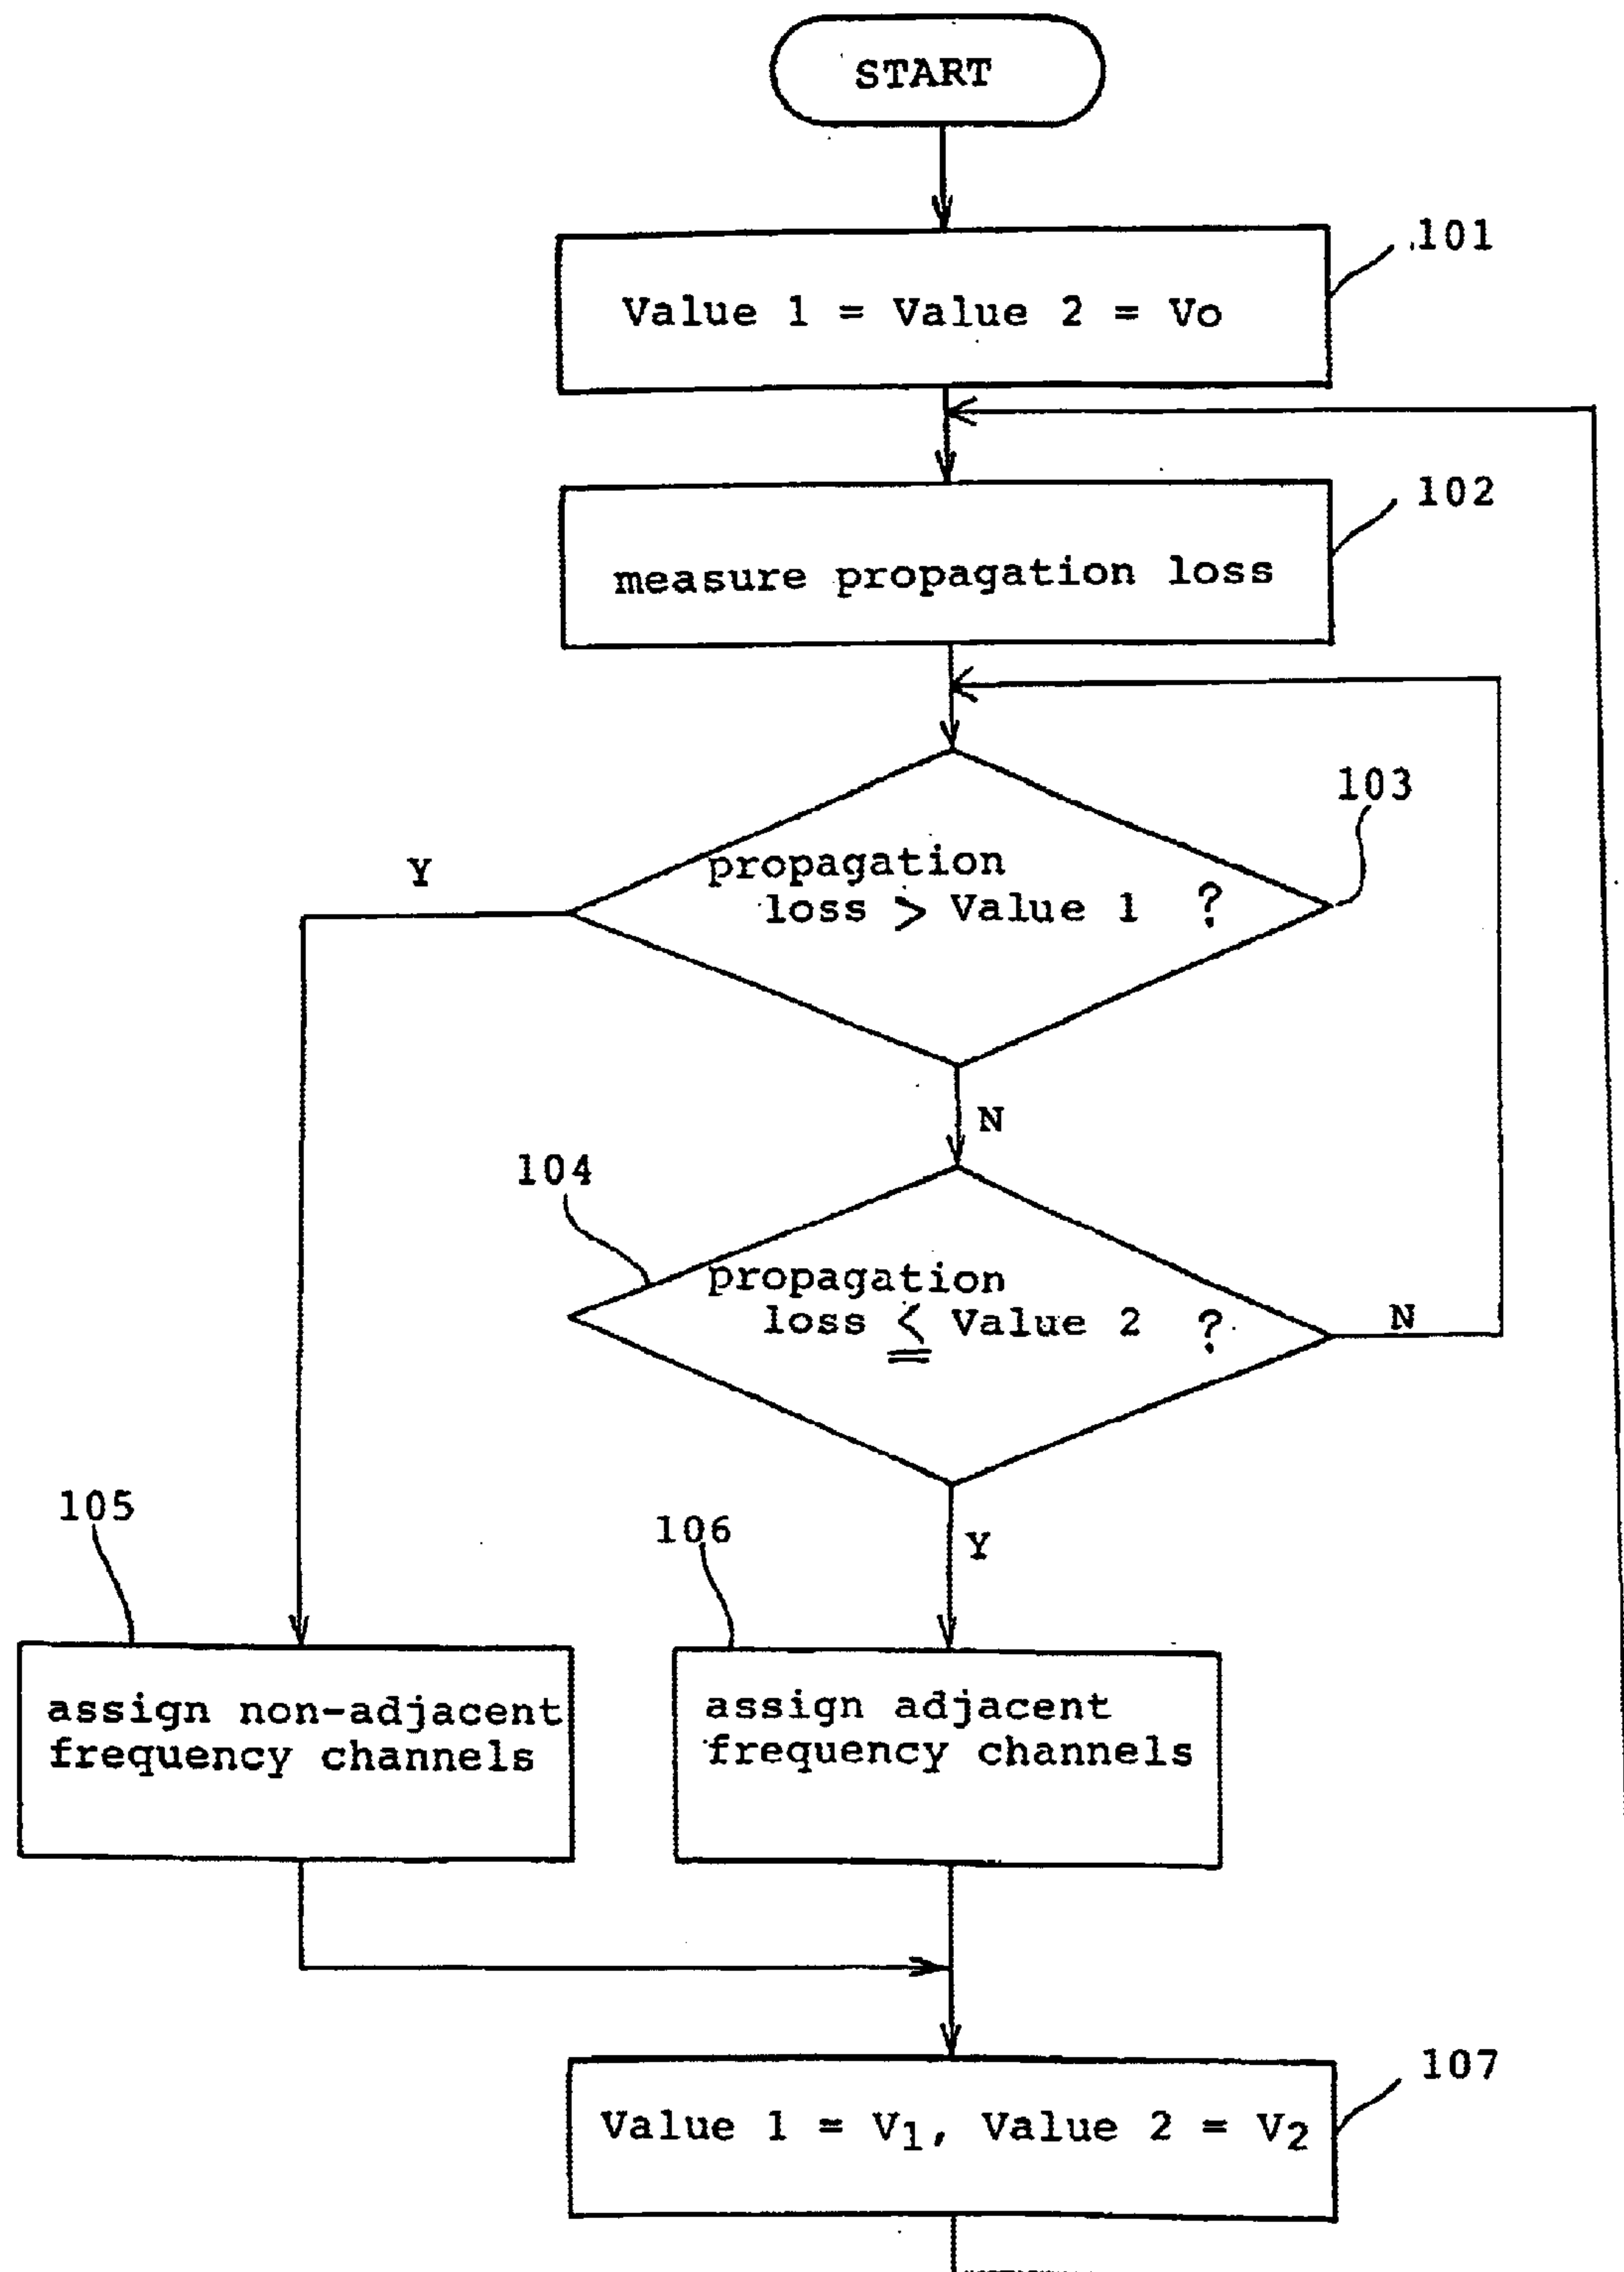 START
101
Value 1 = Value 2 = Vo
102
measure propagation loss
103
Y
propagation
loss > Value 1 ?
N
104
propagation
loss ≦ Value 2 ?
N
105
106
Y
assign non-adjacent
frequency channels
assign adjacent
frequency channels
107
Value 1 = V1, Value 2 = V2